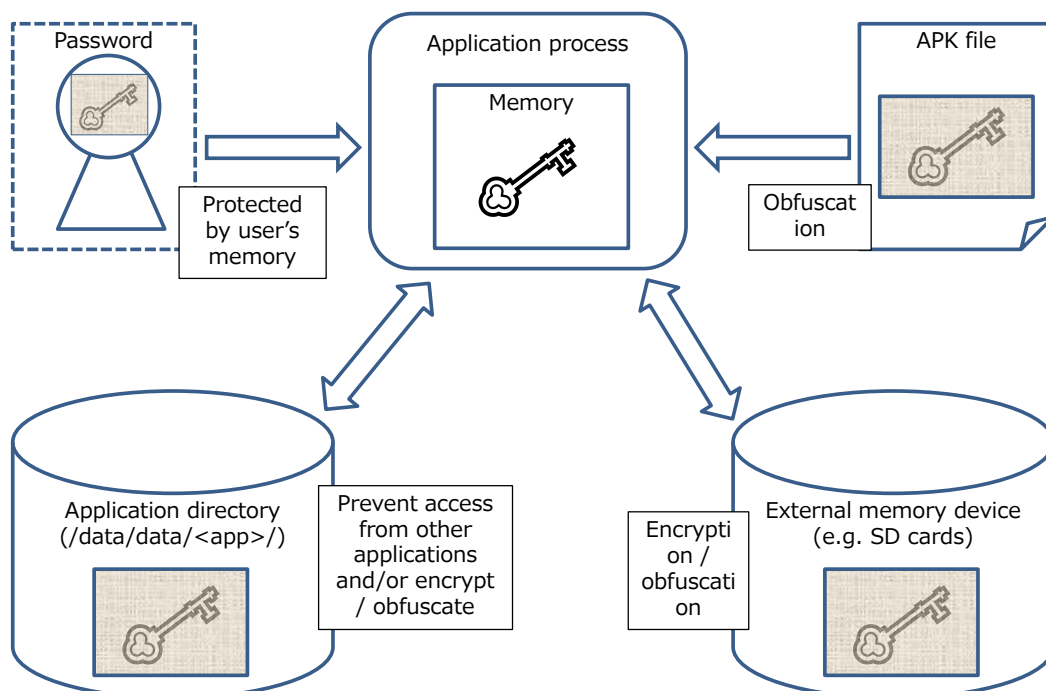 Password
Application process
APK file
Memory
Protected
by user's
memory
Obfuscat
ion
Application directory
(/data/data/<app>/)
Prevent access
from other
applications
and/or encrypt
/ obfuscate
Encrypti
on /
obfuscati
on
External memory device
(e.g. SD cards)